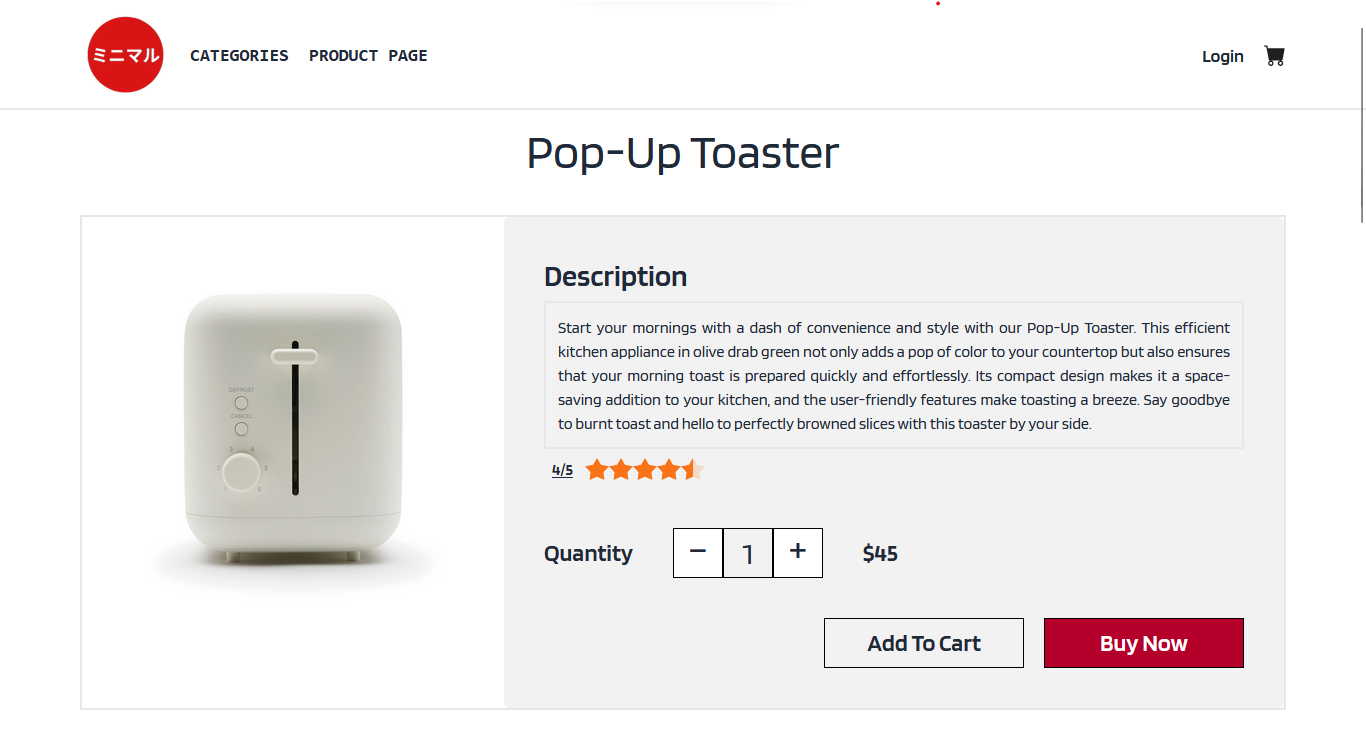 ミニマル CATEGORIES PRODUCT PAGE Login
Pop-Up Toaster
Description
Start your mornings with a dash of convenience and style with our Pop-Up Toaster. This efficient
kitchen appliance in olive drab green not only adds a pop of color to your countertop but also ensures
that your morning toast is prepared quickly and effortlessly. Its compact design makes it a space-
saving addition to your kitchen, and the user-friendly features make toasting a breeze. Say goodbye
to burnt toast and hello to perfectly browned slices with this toaster by your side.
4/5
DEFROST
CANCEL
3 4
2 5
1 6
Quantity − 1 + $45
Add To Cart Buy Now